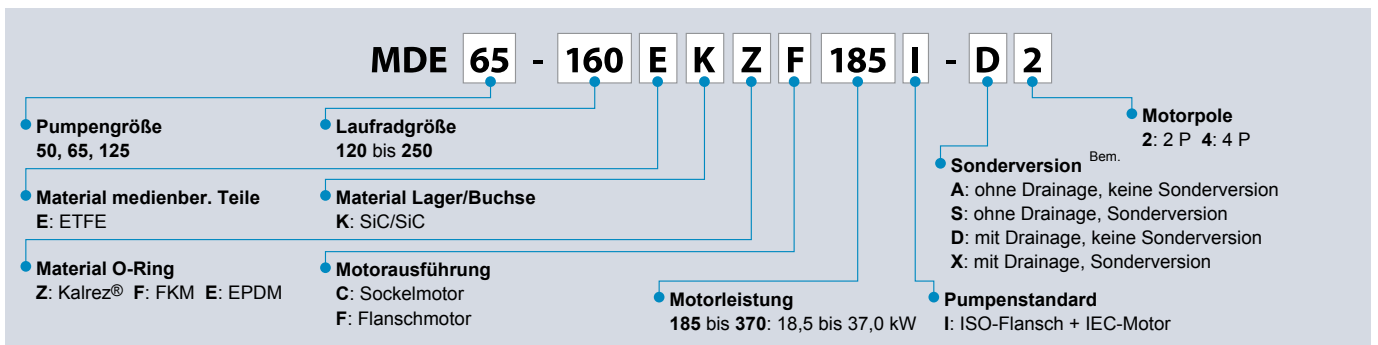 MDE 65 - 160 E K Z F 185 I - D 2
Pumpengröße
50, 65, 125
Laufradgröße
120 bis 250
Motorpole
2: 2 P 4: 4 P
Material medienber. Teile
E: ETFE
Material Lager/Buchse
K: SiC/SiC
Sonderversion Bem.
A: ohne Drainage, keine Sonderversion
S: ohne Drainage, Sonderversion
D: mit Drainage, keine Sonderversion
X: mit Drainage, Sonderversion
Material O-Ring
Z: Kalrez® F: FKM E: EPDM
Motorausführung
C: Sockelmotor
F: Flanschmotor
Motorleistung
185 bis 370: 18,5 bis 37,0 kW
Pumpenstandard
I: ISO-Flansch + IEC-Motor